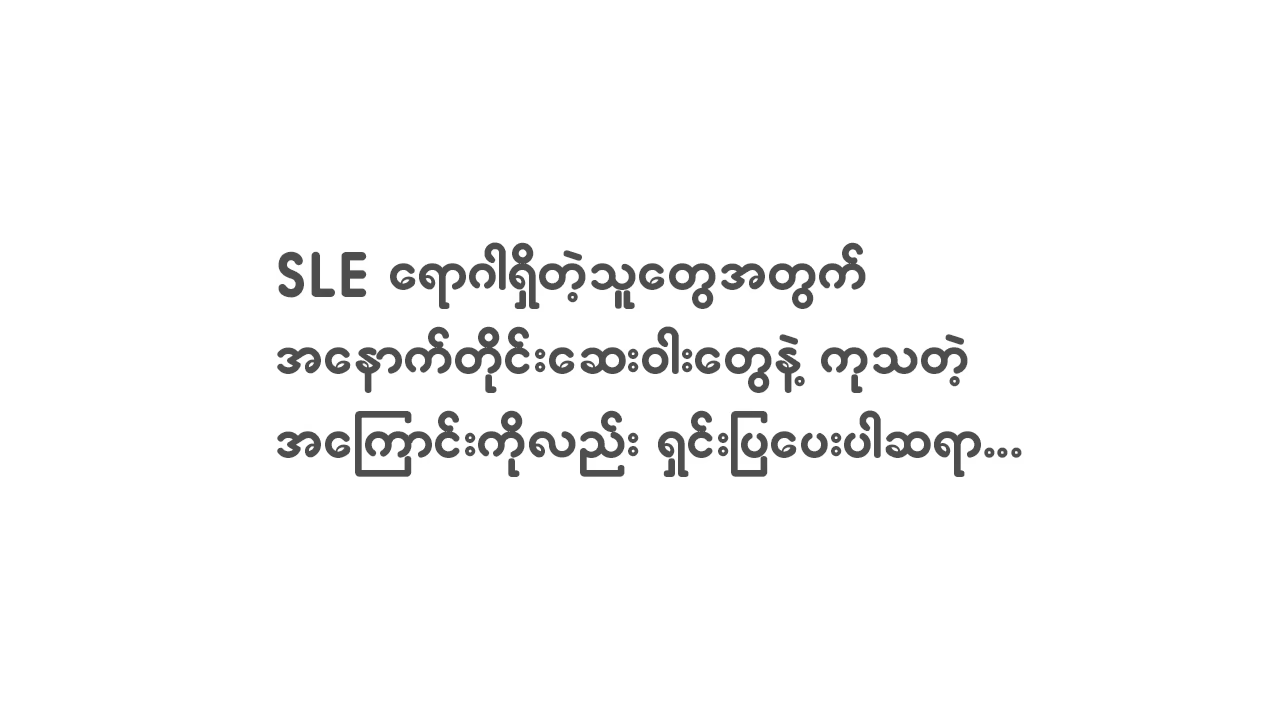 SLE ရောဂါရှိတဲ့သူတွေအတွက်
အနောက်တိုင်းဆေးဝါးတွေနဲ့ ကုသတဲ့
အကြောင်းကိုလည်း ရှင်းပြပေးပါဆရာ...